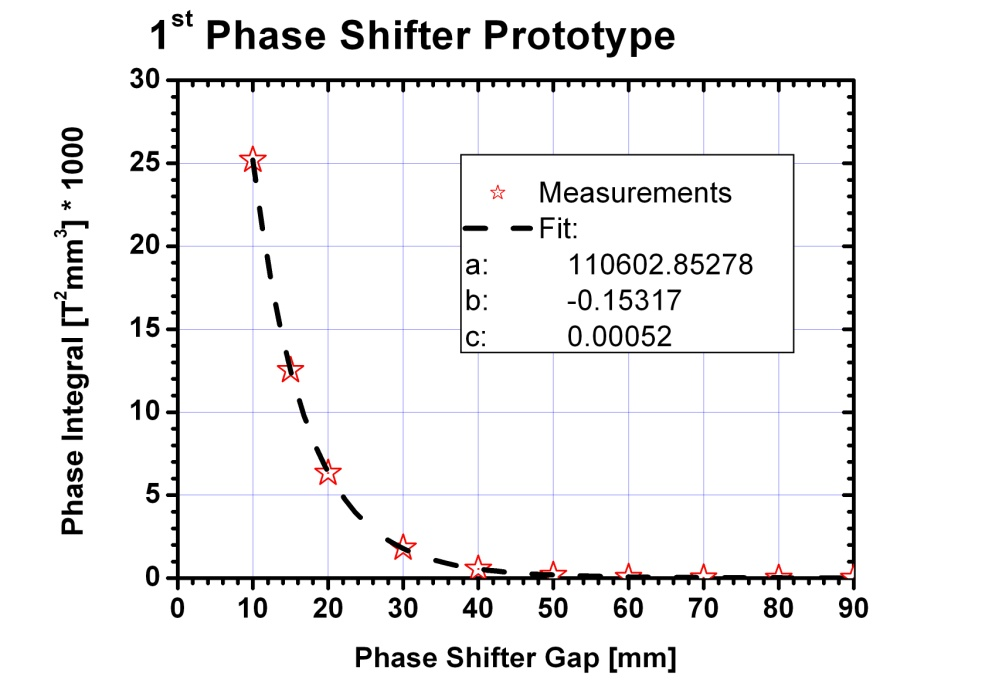 1st Phase Shifter Prototype
Phase Integral [T2mm3] * 1000
30
25
20
15
10
5
0
Measurements
Fit:
a: 110602.85278
b: -0.15317
c: 0.00052
0 10 20 30 40 50 60 70 80 90
Phase Shifter Gap [mm]